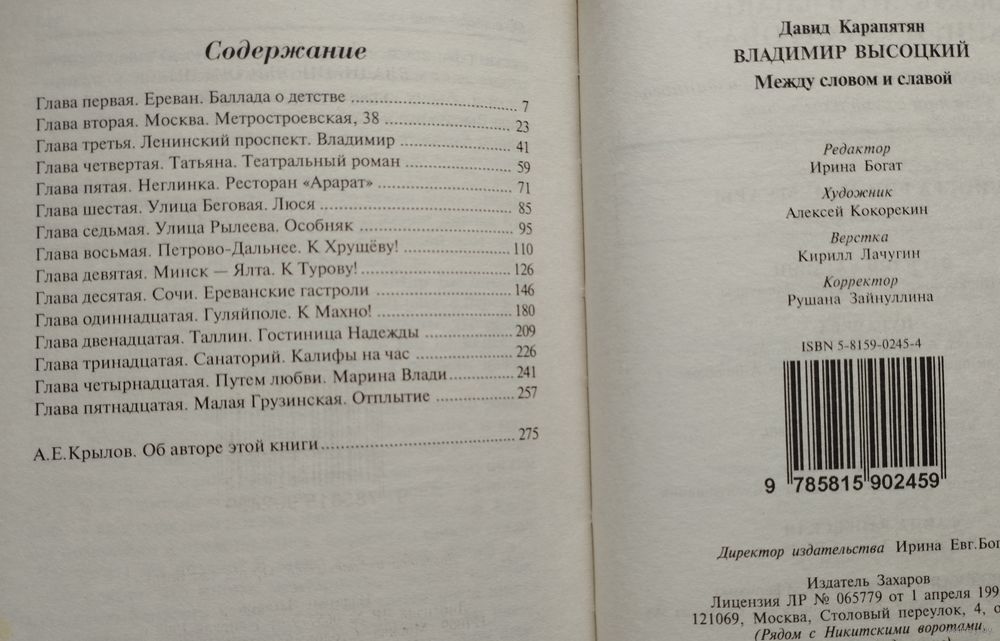 Содержание
Глава первая. Ереван. Баллада о детстве ..... 7
Глава вторая. Москва. Метростроевская, 38 ..... 23
Глава третья. Ленинский проспект. Владимир ..... 41
Глава четвертая. Татьяна. Театральный роман ..... 59
Глава пятая. Неглинка. Ресторан «Арарат» ..... 71
Глава шестая. Улица Беговая. Люся ..... 85
Глава седьмая. Улица Рылеева. Особняк ..... 95
Глава восьмая. Петрово-Дальнее. К Хрущёву! ..... 110
Глава девятая. Минск — Ялта. К Турову! ..... 126
Глава десятая. Сочи. Ереванские гастроли ..... 146
Глава одиннадцатая. Гуляйполе. К Махно! ..... 180
Глава двенадцатая. Таллин. Гостиница Надежды ..... 209
Глава тринадцатая. Санаторий. Калифы на час ..... 226
Глава четырнадцатая. Путем любви. Марина Влади ..... 241
Глава пятнадцатая. Малая Грузинская. Отплытие ..... 257
А.Е.Крылов. Об авторе этой книги ..... 275
Давид Карапятян
ВЛАДИМИР ВЫСОЦКИЙ
Между словом и славой
Редактор
Ирина Богат
Художник
Алексей Кокорекин
Верстка
Кирилл Лачугин
Корректор
Рушана Зайнуллина
ISBN 5-8159-0245-4
9 785815 902459
Директор издательства Ирина Евг.Бог
Издатель Захаров
Лицензия ЛР № 065779 от 1 апреля 199
121069, Москва, Столовый переулок, 4, о
(Рядом с Никитскими воротами,